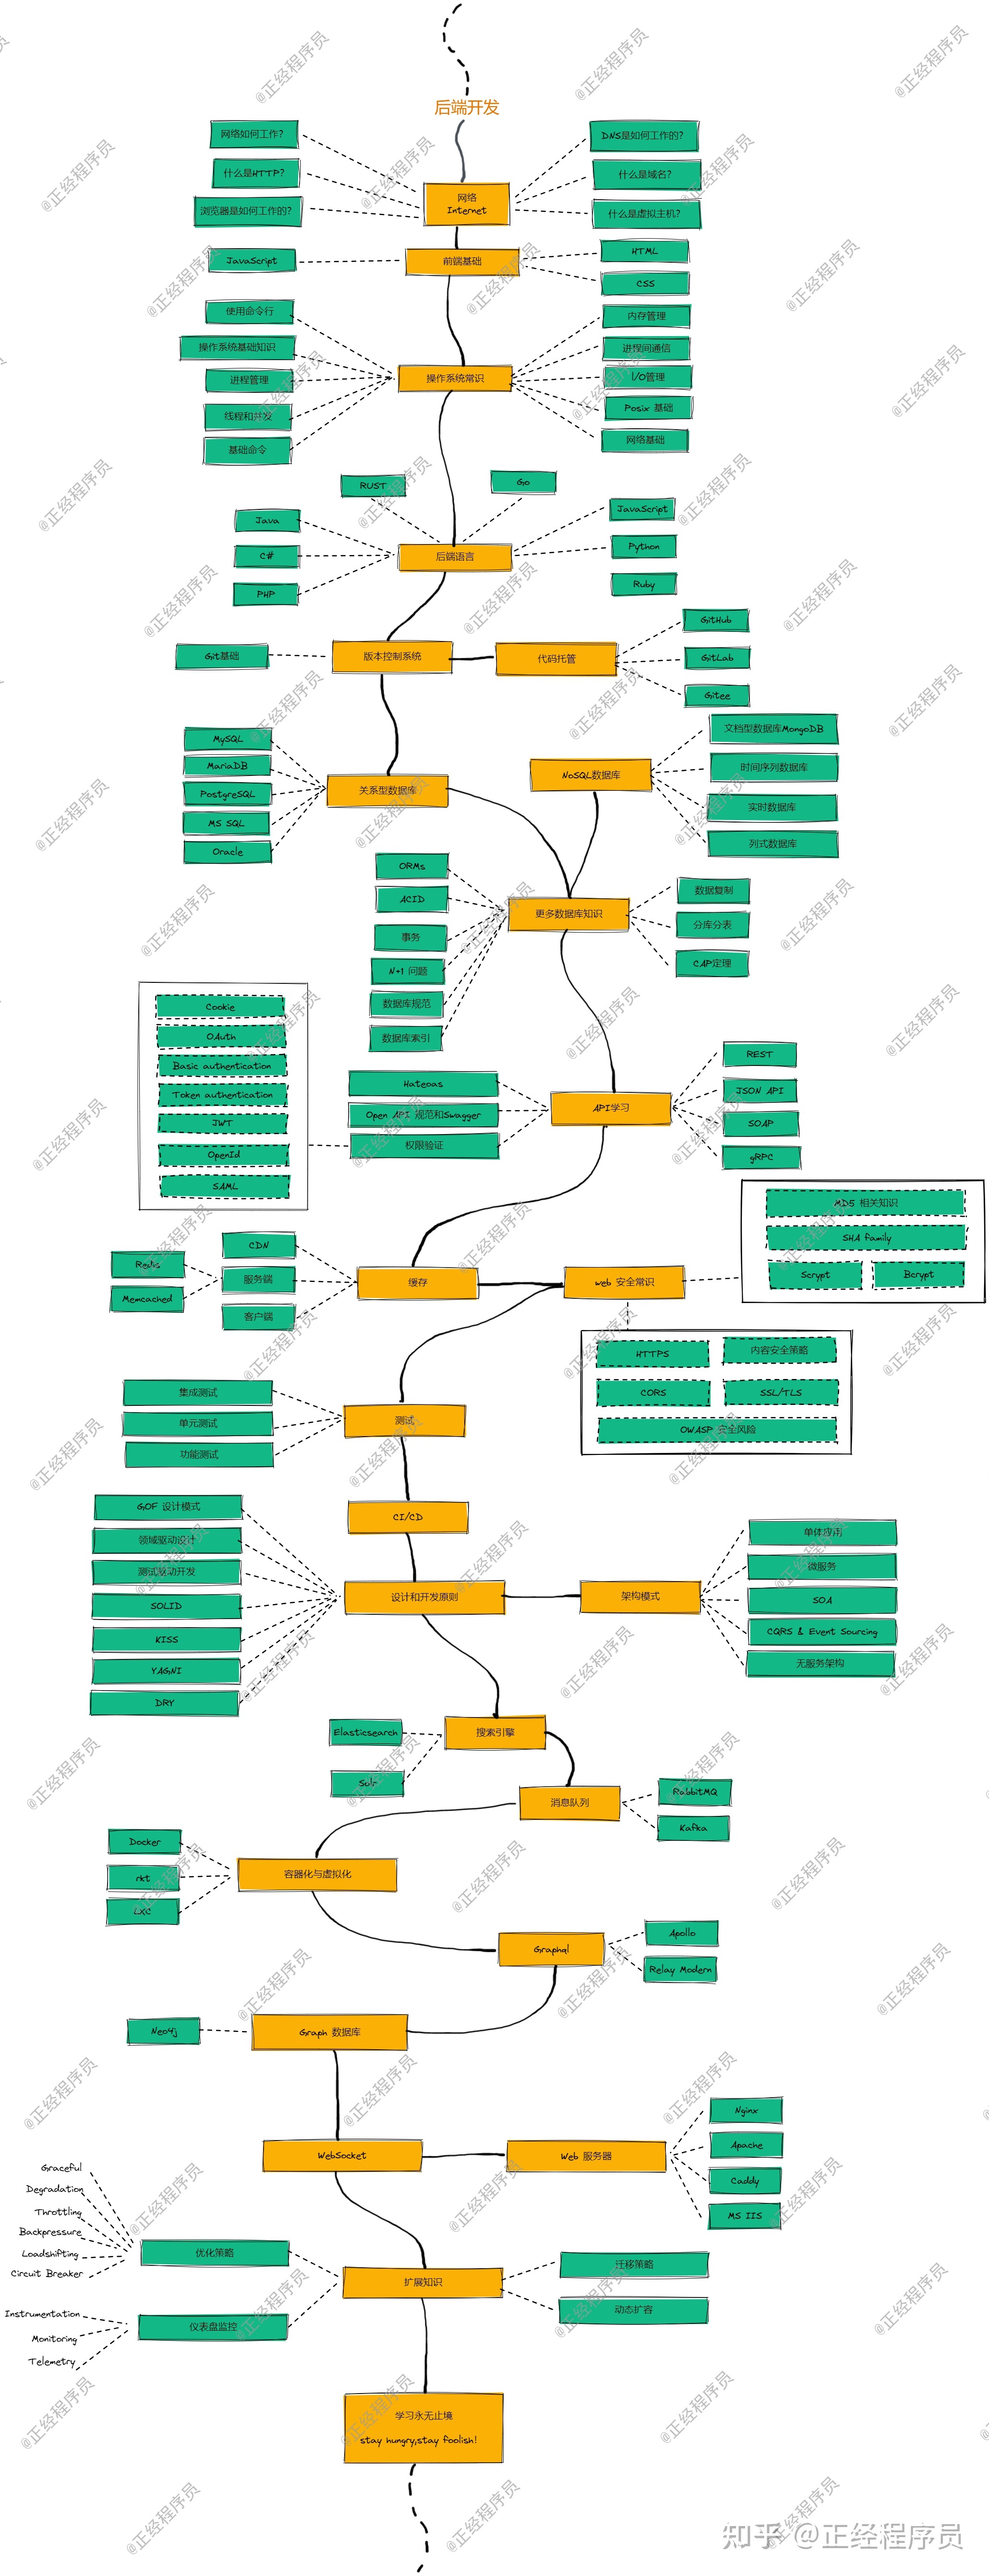 后端开发
网络如何工作?
DNS是如何工作的?
什么是HTTP?
什么是域名?
浏览器是如何工作的?
网络
Internet
什么是虚拟主机?
JavaScript
前端基础
HTML
CSS
使用命令行
内存管理
操作系统基础知识
进程间通信
进程管理
操作系统常识
I/O管理
线程和并发
Posix 基础
基础命令
网络基础
RUST
Go
Java
JavaScript
C#
后端语言
Python
PHP
Ruby
Git基础
版本控制系统
代码托管
GitHub
GitLab
Gitee
MySQL
文档型数据库MongoDB
MariaDB
时间序列数据库
PostgreSQL
关系型数据库
NoSQL数据库
实时数据库
MS SQL
列式数据库
Oracle
ORMs
数据复制
ACID
更多数据库知识
分库分表
事务
CAP定理
N+1 问题
数据库规范
数据库索引
Cookie
OAuth
Basic authentication
Token authentication
JWT
OpenId
SAML
Hateoas
Open API 规范和Swagger
权限验证
API学习
REST
JSON API
SOAP
gRPC
MD5 相关知识
SHA family
Scrypt
Bcrypt
Redis
Memcached
CDN
服务端
客户端
缓存
web 安全常识
HTTPS
内容安全策略
CORS
SSL/TLS
OWASP 安全风险
集成测试
单元测试
功能测试
测试
CI/CD
GOF 设计模式
领域驱动设计
测试驱动开发
SOLID
KISS
YAGNI
DRY
设计和开发原则
架构模式
单体应用
微服务
SOA
CQRS & Event Sourcing
无服务架构
Elasticsearch
Solr
搜索引擎
消息队列
RabbitMQ
Kafka
Docker
rkt
LXC
容器化与虚拟化
Graphql
Apollo
Relay Modern
Neo4j
Graph 数据库
WebSocket
Web 服务器
Nginx
Apache
Caddy
MS IIS
Graceful
Degradation
Throttling
Backpressure
Loadshifting
Circuit Breaker
优化策略
扩展知识
迁移策略
动态扩容
Instrumentation
Monitoring
Telemetry
仪表盘监控
学习永无止境
stay hungry,stay foolish!
知乎 @正经程序员
@正经程序员